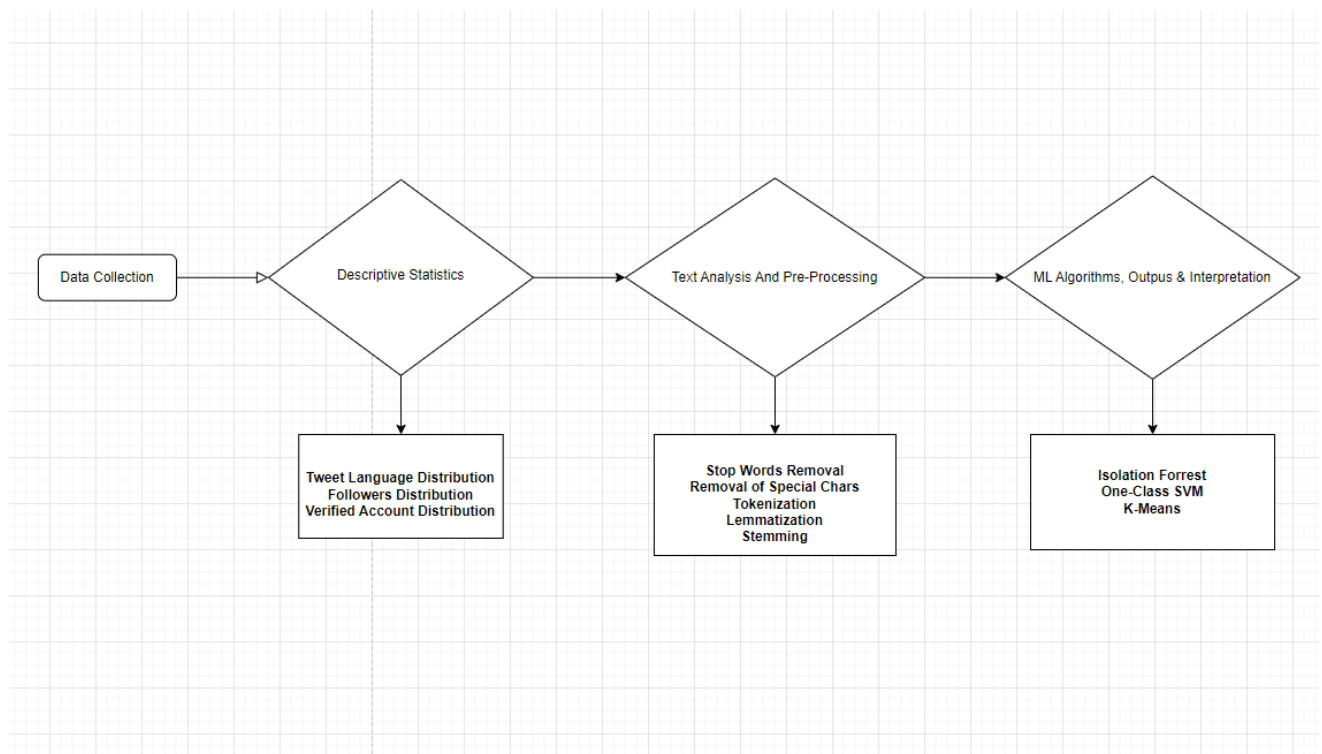 Data Collection
Descriptive Statistics
Text Analysis And Pre-Processing
ML Algorithms, Outpus & Interpretation
Tweet Language Distribution
Followers Distribution
Verified Account Distribution
Stop Words Removal
Removal of Special Chars
Tokenization
Lemmatization
Stemming
Isolation Forrest
One-Class SVM
K-Means